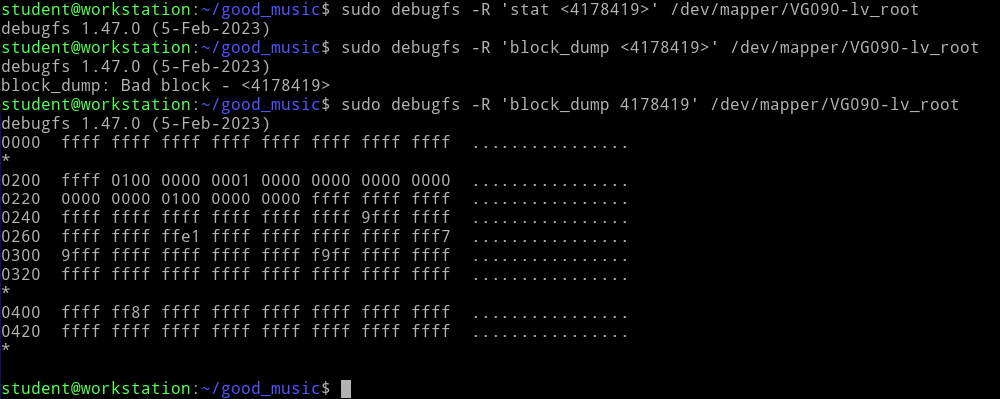 student@workstation:~/good_music$ sudo debugfs -R 'stat <4178419>' /dev/mapper/VG090-lv_root
debugfs 1.47.0 (5-Feb-2023)
student@workstation:~/good_music$ sudo debugfs -R 'block_dump <4178419>' /dev/mapper/VG090-lv_root
debugfs 1.47.0 (5-Feb-2023)
block_dump: Bad block - <4178419>
student@workstation:~/good_music$ sudo debugfs -R 'block_dump 4178419' /dev/mapper/VG090-lv_root
debugfs 1.47.0 (5-Feb-2023)
0000  ffff ffff ffff ffff ffff ffff ffff ffff  ................
*
0200  ffff 0100 0000 0001 0000 0000 0000 0000  ................
0220  0000 0000 0100 0000 0000 ffff ffff ffff  ................
0240  ffff ffff ffff ffff ffff ffff 9fff ffff  ................
0260  ffff ffff ffe1 ffff ffff ffff ffff fff7  ................
0300  9fff ffff ffff ffff ffff f9ff ffff ffff  ................
0320  ffff ffff ffff ffff ffff ffff ffff ffff  ................
*
0400  ffff ff8f ffff ffff ffff ffff ffff ffff  ................
0420  ffff ffff ffff ffff ffff ffff ffff ffff  ................
*
student@workstation:~/good_music$